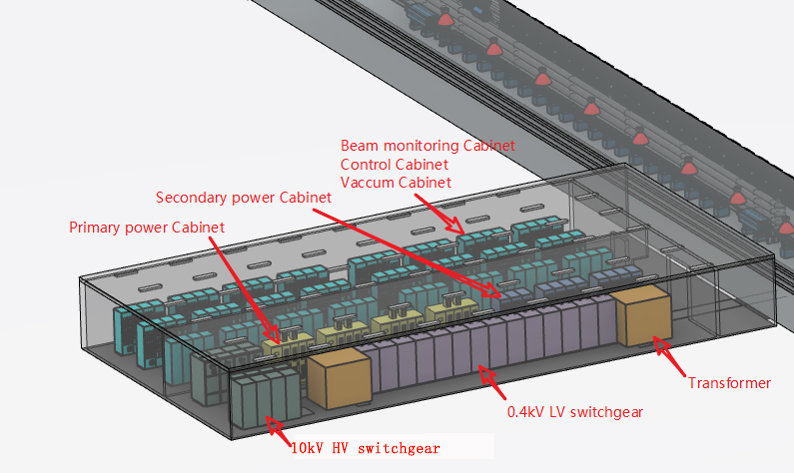 Beam monitoring Cabinet
Control Cabinet
Vaccum Cabinet
Secondary power Cabinet
Primary power Cabinet
Transformer
0.4kV LV switchgear
10kV HV switchgear